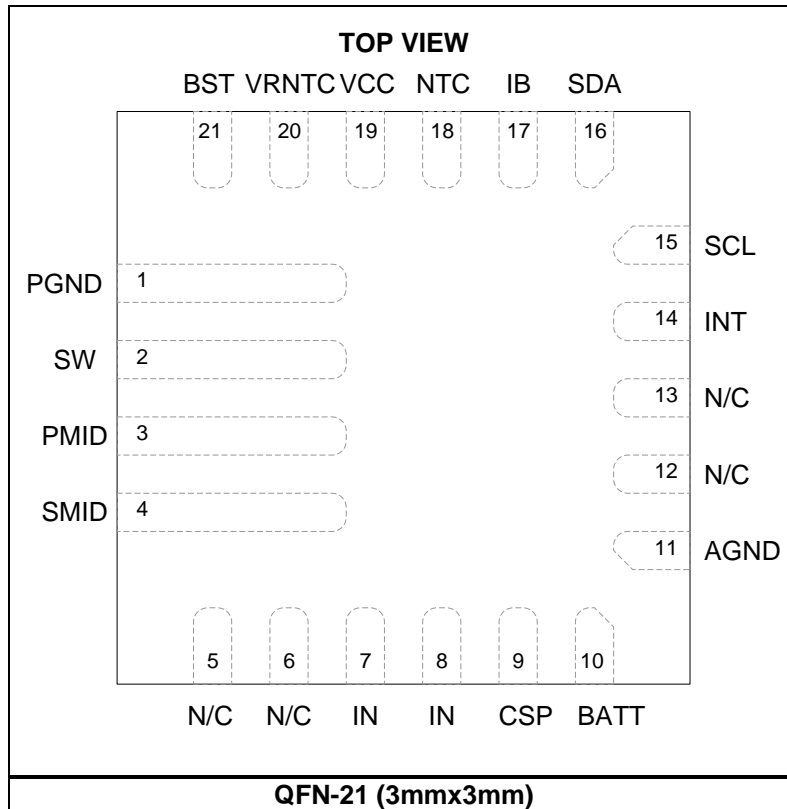 TOP VIEW
BST VRNTC VCC NTC IB SDA
21 20 19 18 17 16
15 SCL
PGND 1
14 INT
SW 2
13 N/C
PMID 3
12 N/C
SMID 4
11 AGND
5 6 7 8 9 10
N/C N/C IN IN CSP BATT
QFN-21 (3mmx3mm)